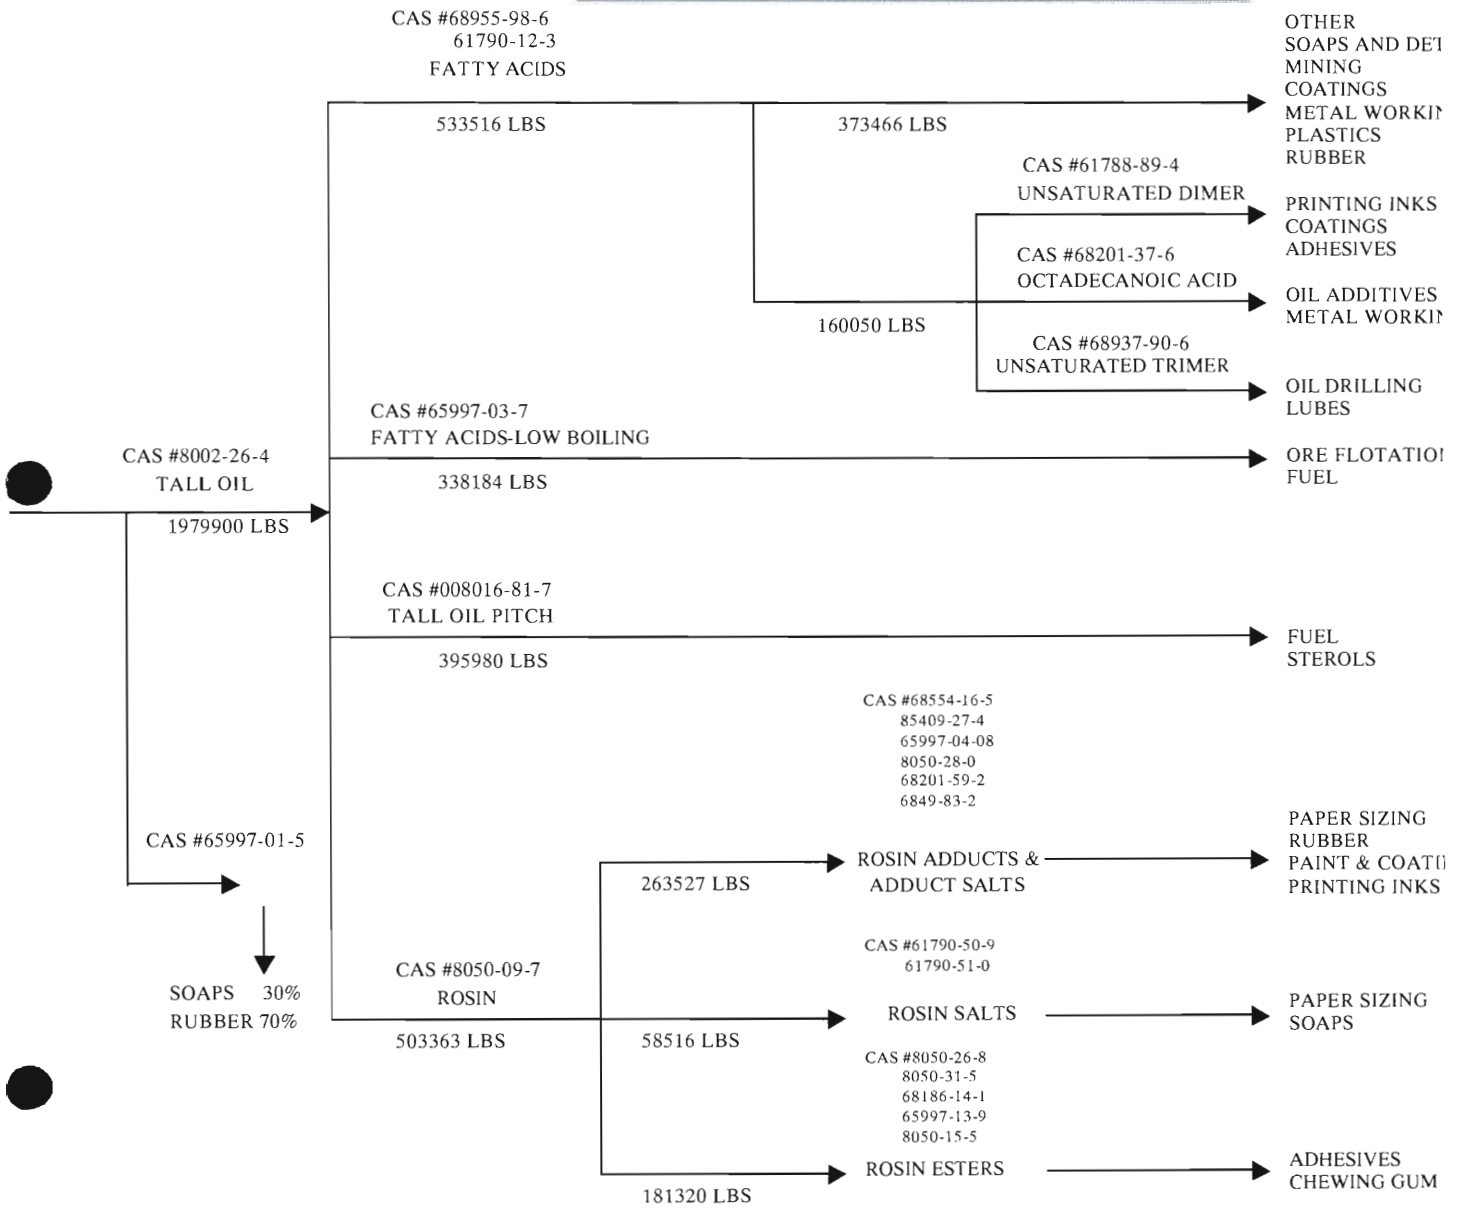 CAS #68955-98-6
61790-12-3
FATTY ACIDS
533516 LBS
373466 LBS
OTHER
SOAPS AND DET
MINING
COATINGS
METAL WORKIN
PLASTICS
RUBBER
CAS #61788-89-4
UNSATURATED DIMER
PRINTING INKS
COATINGS
ADHESIVES
CAS #68201-37-6
OCTADECANOIC ACID
160050 LBS
OIL ADDITIVES
METAL WORKIN
CAS #68937-90-6
UNSATURATED TRIMER
OIL DRILLING
LUBES
CAS #65997-03-7
FATTY ACIDS-LOW BOILING
338184 LBS
ORE FLOTATION
FUEL
CAS #8002-26-4
TALL OIL
1979900 LBS
CAS #008016-81-7
TALL OIL PITCH
395980 LBS
FUEL
STEROLS
CAS #68554-16-5
85409-27-4
65997-04-08
8050-28-0
68201-59-2
6849-83-2
CAS #65997-01-5
263527 LBS
ROSIN ADDUCTS &
ADDUCT SALTS
PAPER SIZING
RUBBER
PAINT & COATI
PRINTING INKS
SOAPS 30%
RUBBER 70%
CAS #8050-09-7
ROSIN
503363 LBS
CAS #61790-50-9
61790-51-0
58516 LBS
ROSIN SALTS
PAPER SIZING
SOAPS
CAS #8050-26-8
8050-31-5
68186-14-1
65997-13-9
8050-15-5
181320 LBS
ROSIN ESTERS
ADHESIVES
CHEWING GUM